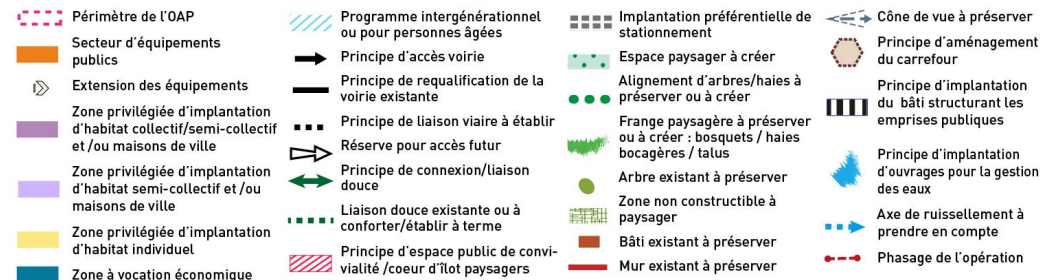 Périmètre de l'OAP
Secteur d'équipements
publics
Extension des équipements
Zone privilégiée d'implantation
d'habitat collectif/semi-collectif
et /ou maisons de ville
Zone privilégiée d'implantation
d'habitat semi-collectif et /ou
maisons de ville
Zone privilégiée d'implantation
d'habitat individuel
Zone à vocation économique
Programme intergénérationnel
ou pour personnes âgées
Principe d'accès voirie
Principe de requalification de la
voirie existante
Principe de liaison viaire à établir
Réserve pour accès futur
Principe de connexion/liaison
douce
Liaison douce existante ou à
conforter/établir à terme
Principe d'espace public de convi-
vialité /coeur d'îlot paysagers
Implantation préférentielle de
stationnement
Espace paysager à créer
Alignement d'arbres/haies à
préserver ou à créer
Frange paysagère à préserver
ou à créer : bosquets / haies
bocagères / talus
Arbre existant à préserver
Zone non constructible à
paysager
Bâti existant à préserver
Mur existant à préserver
Cône de vue à préserver
Principe d'aménagement
du carrefour
Principe d'implantation
du bâti structurant les
emprises publiques
Principe d'implantation
d'ouvrages pour la gestion
des eaux
Axe de ruissellement à
prendre en compte
Phasage de l'opération